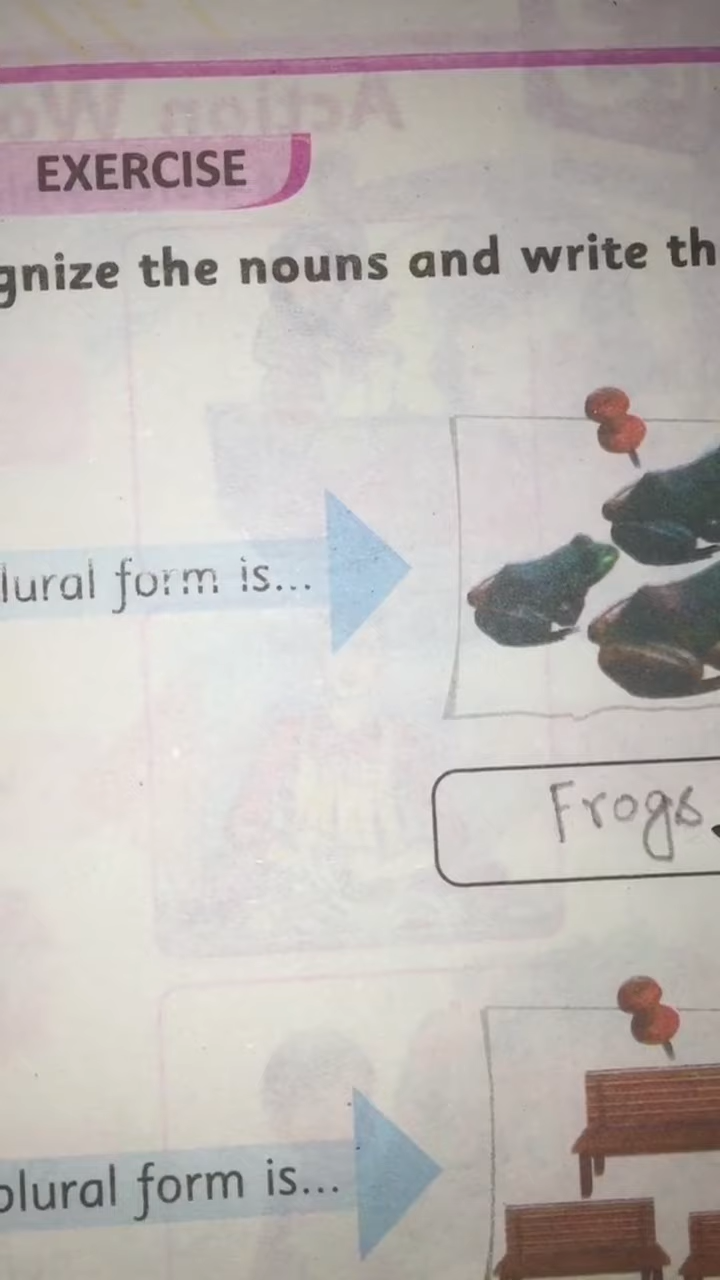 EXERCISE
gnize the nouns and write th
lural form is...
Frogs
plural form is...